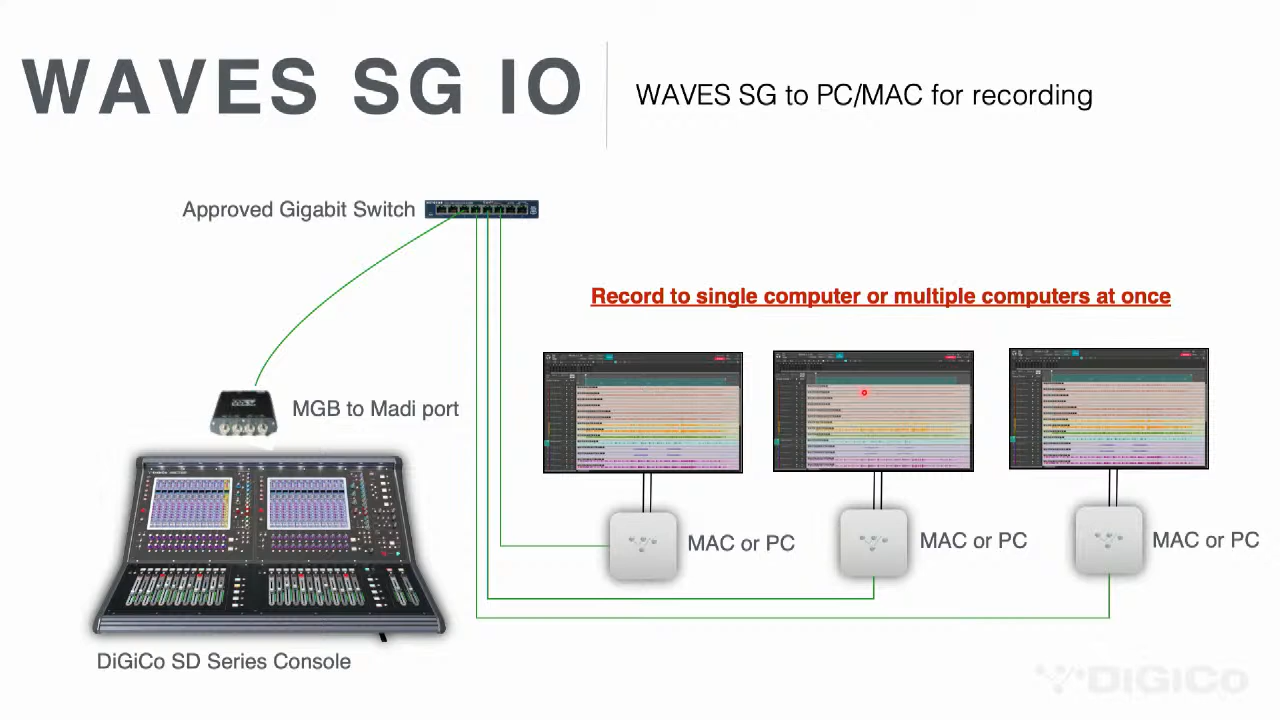 WAVES SG IO
WAVES SG to PC/MAC for recording
Approved Gigabit Switch
Record to single computer or multiple computers at once
MGB to Madi port
MAC or PC
MAC or PC
MAC or PC
DiGiCo SD Series Console
DiGiCo